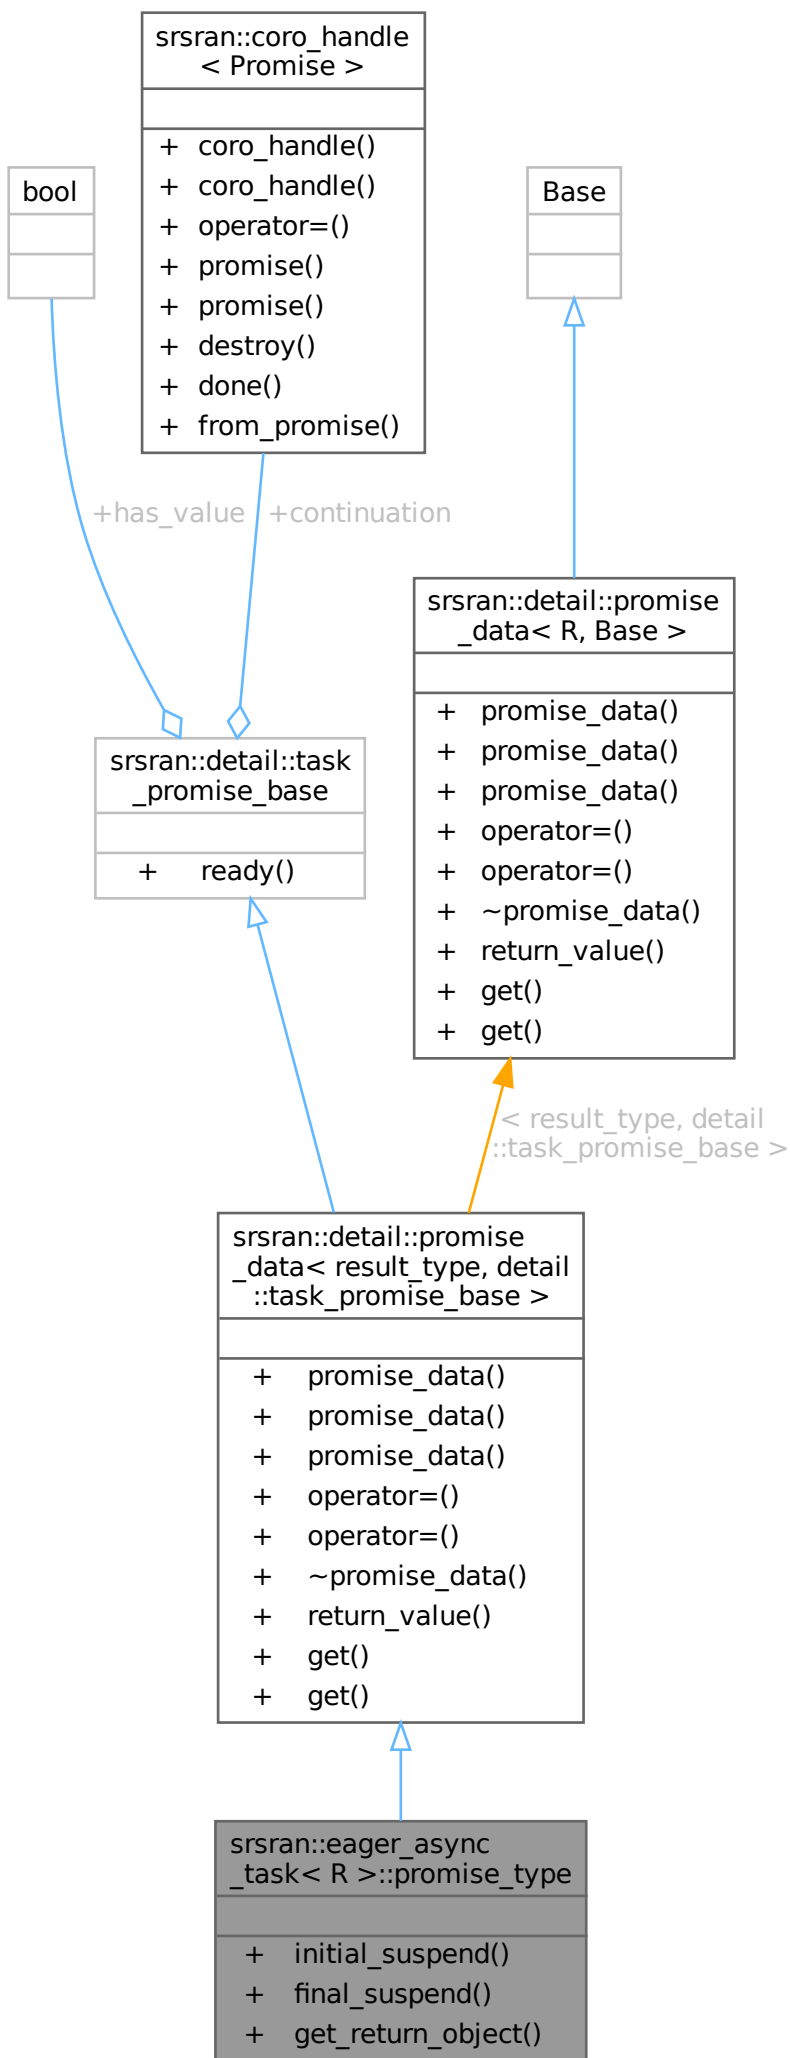 srsran::coro_handle
< Promise >
+ coro_handle()
+ coro_handle()
+ operator=()
+ promise()
+ promise()
+ destroy()
+ done()
+ from_promise()
bool
Base
+has_value
+continuation
srsran::detail::promise
_data< R, Base >
+ promise_data()
+ promise_data()
+ promise_data()
+ operator=()
+ operator=()
+ ~promise_data()
+ return_value()
+ get()
+ get()
srsran::detail::task
_promise_base
+ ready()
< result_type, detail
::task_promise_base >
srsran::detail::promise
_data< result_type, detail
::task_promise_base >
+ promise_data()
+ promise_data()
+ promise_data()
+ operator=()
+ operator=()
+ ~promise_data()
+ return_value()
+ get()
+ get()
srsran::eager_async
_task< R >::promise_type
+ initial_suspend()
+ final_suspend()
+ get_return_object()